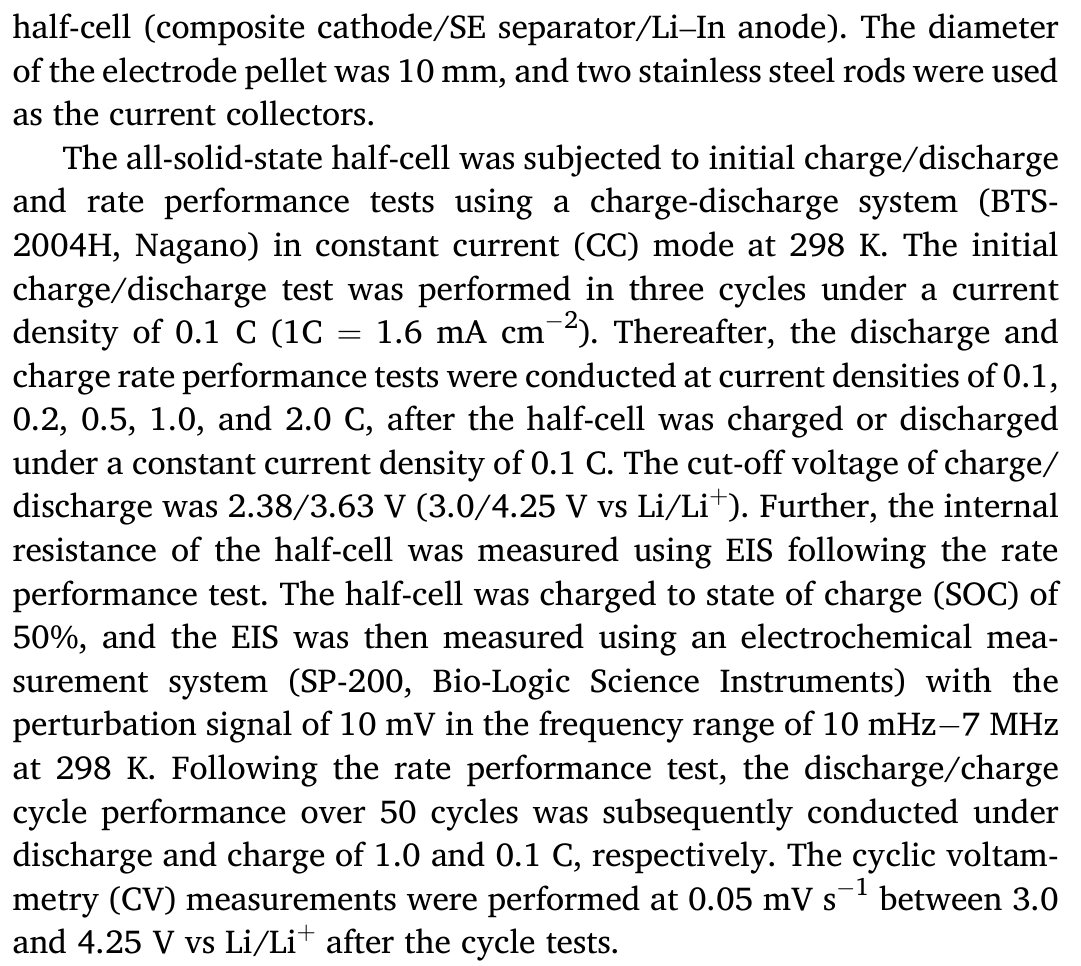 half-cell (composite cathode/SE separator/Li–In anode). The diameter
of the electrode pellet was 10 mm, and two stainless steel rods were used
as the current collectors.
The all-solid-state half-cell was subjected to initial charge/discharge
and rate performance tests using a charge-discharge system (BTS-
2004H, Nagano) in constant current (CC) mode at 298 K. The initial
charge/discharge test was performed in three cycles under a current
density of 0.1 C (1C = 1.6 mA cm⁻²). Thereafter, the discharge and
charge rate performance tests were conducted at current densities of 0.1,
0.2, 0.5, 1.0, and 2.0 C, after the half-cell was charged or discharged
under a constant current density of 0.1 C. The cut-off voltage of charge/
discharge was 2.38/3.63 V (3.0/4.25 V vs Li/Li⁺). Further, the internal
resistance of the half-cell was measured using EIS following the rate
performance test. The half-cell was charged to state of charge (SOC) of
50%, and the EIS was then measured using an electrochemical mea-
surement system (SP-200, Bio-Logic Science Instruments) with the
perturbation signal of 10 mV in the frequency range of 10 mHz−7 MHz
at 298 K. Following the rate performance test, the discharge/charge
cycle performance over 50 cycles was subsequently conducted under
discharge and charge of 1.0 and 0.1 C, respectively. The cyclic voltam-
metry (CV) measurements were performed at 0.05 mV s⁻¹ between 3.0
and 4.25 V vs Li/Li⁺ after the cycle tests.